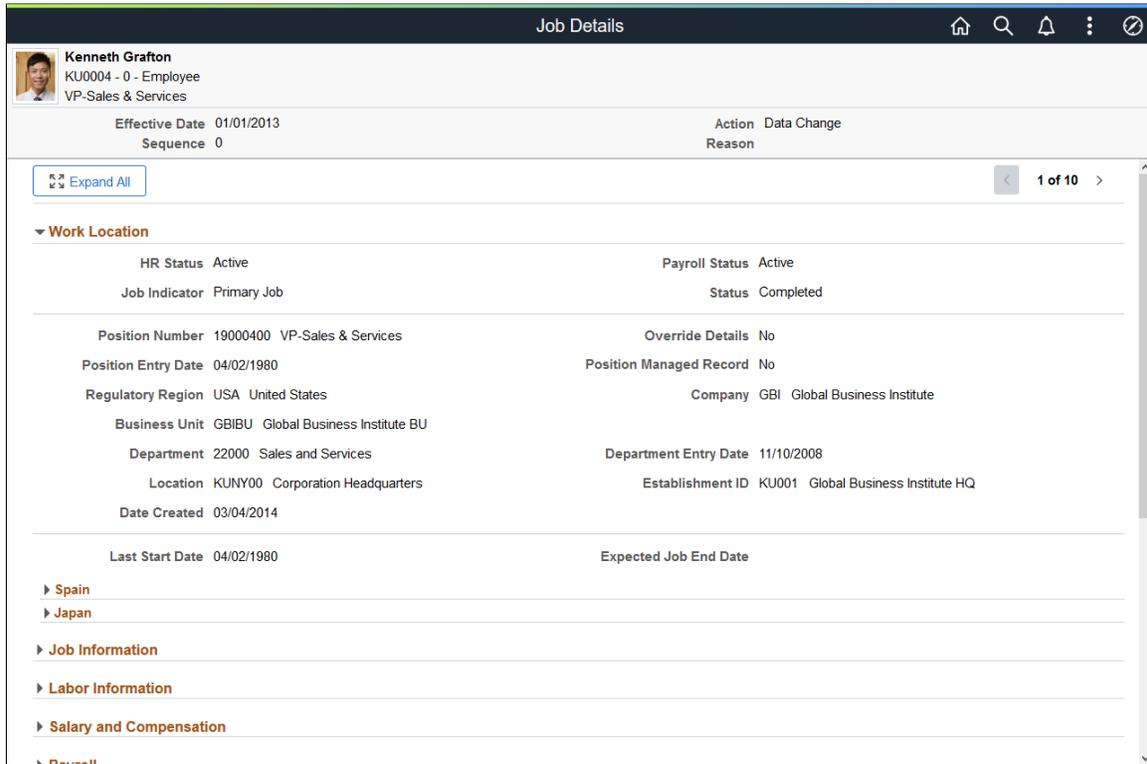 Job Details
Kenneth Grafton
KU0004 - 0 - Employee
VP-Sales & Services
Effective Date 01/01/2013 Action Data Change
Sequence 0 Reason
Expand All 1 of 10
Work Location
HR Status Active Payroll Status Active
Job Indicator Primary Job Status Completed
Position Number 19000400 VP-Sales & Services Override Details No
Position Entry Date 04/02/1980 Position Managed Record No
Regulatory Region USA United States Company GBI Global Business Institute
Business Unit GBIBU Global Business Institute BU
Department 22000 Sales and Services Department Entry Date 11/10/2008
Location KUNY00 Corporation Headquarters Establishment ID KU001 Global Business Institute HQ
Date Created 03/04/2014
Last Start Date 04/02/1980 Expected Job End Date
Spain
Japan
Job Information
Labor Information
Salary and Compensation
Payroll